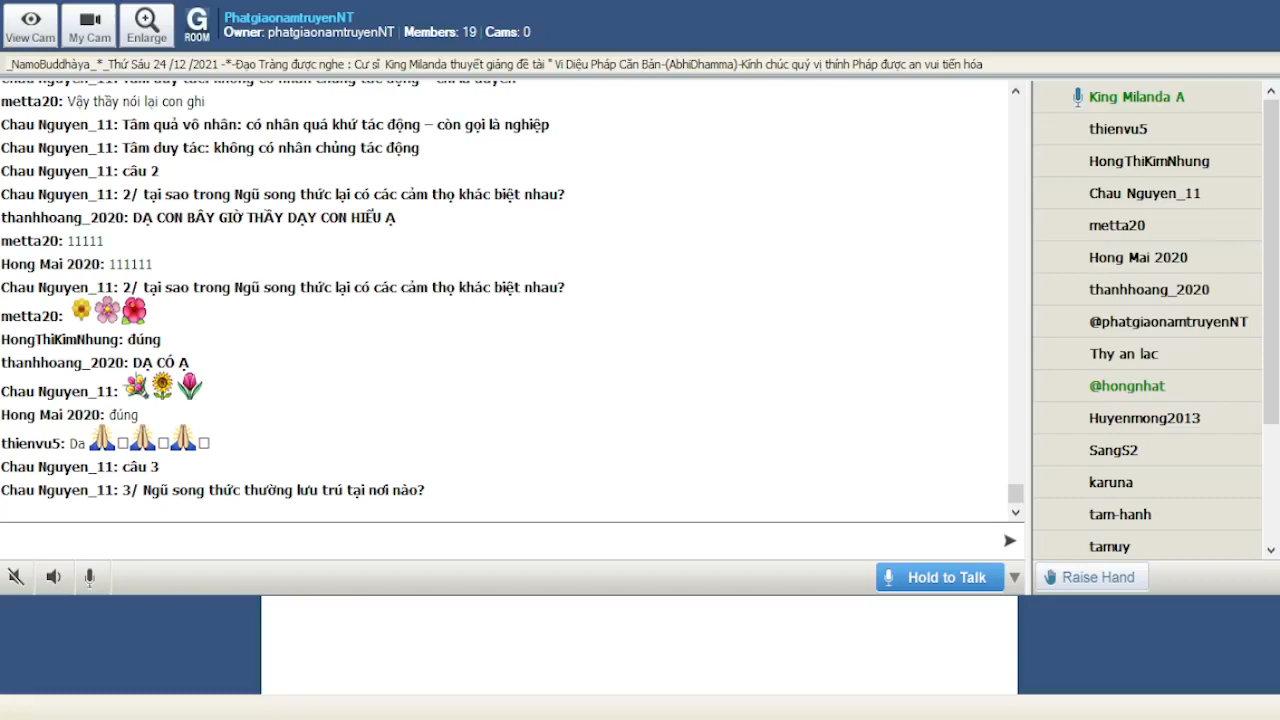 View Cam
My Cam
Enlarge
G
ROOM
PhatgiaonamtruyenNT
Owner: phatgiaonamtruyenNT | Members: 19 | Cams: 0
_NamoBuddhàya_*_Thứ Sáu 24 /12 /2021 -*-Đạo Tràng được nghe : Cư sĩ King Milanda thuyết giảng đề tài " Vi Diệu Pháp Căn Bản-(AbhiDhamma)-Kính chúc quý vị thính Pháp được an vui tiến hóa
metta20: Vậy thầy nói lại con ghi
Chau Nguyen_11: Tâm quả vô nhân: có nhân quá khứ tác động – còn gọi là nghiệp
Chau Nguyen_11: Tâm duy tác: không có nhân chủng tác động
Chau Nguyen_11: câu 2
Chau Nguyen_11: 2/ tại sao trong Ngũ song thức lại có các cảm thọ khác biệt nhau?
thanhhoang_2020: DẠ CON BÂY GIỜ THẦY DẠY CON HIỂU Ạ
metta20: 11111
Hong Mai 2020: 111111
Chau Nguyen_11: 2/ tại sao trong Ngũ song thức lại có các cảm thọ khác biệt nhau?
metta20:
HongThiKimNhung: đúng
thanhhoang_2020: DẠ CÓ Ạ
Chau Nguyen_11:
Hong Mai 2020: đúng
thienvu5: Da
Chau Nguyen_11: câu 3
Chau Nguyen_11: 3/ Ngũ song thức thường lưu trú tại nơi nào?
Hold to Talk
King Milanda A
thienvu5
HongThiKimNhung
Chau Nguyen_11
metta20
Hong Mai 2020
thanhhoang_2020
@phatgiaonamtruyenNT
Thy an lac
@hongnhat
Huyenmong2013
SangS2
karuna
tam-hanh
tamuy
Raise Hand